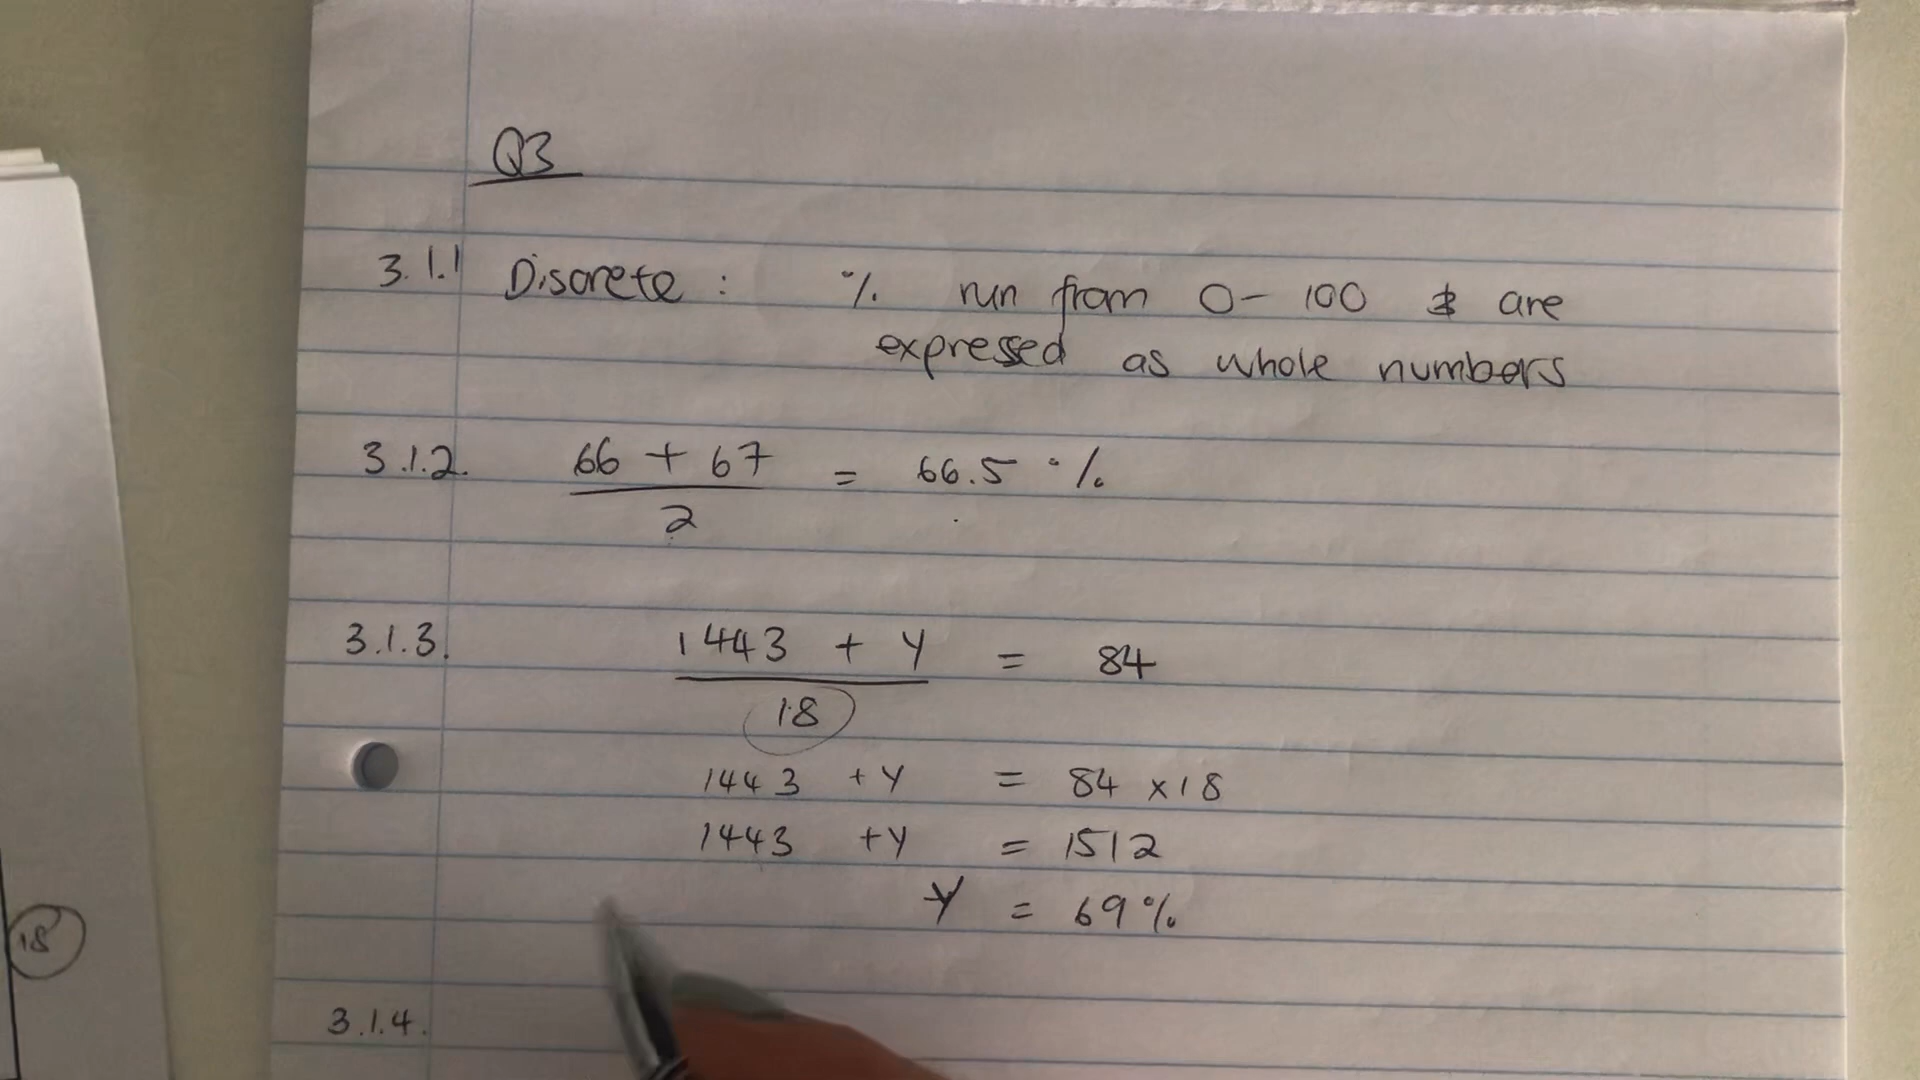 Q3
3.1.1 Discrete : % run from 0 - 100 & are
expressed as whole numbers
3.1.2. 66 + 67 = 66.5 %
2
3.1.3. 1443 + y = 84
18
1443 + y = 84 x 18
1443 + y = 1512
y = 69%
18
3.1.4.